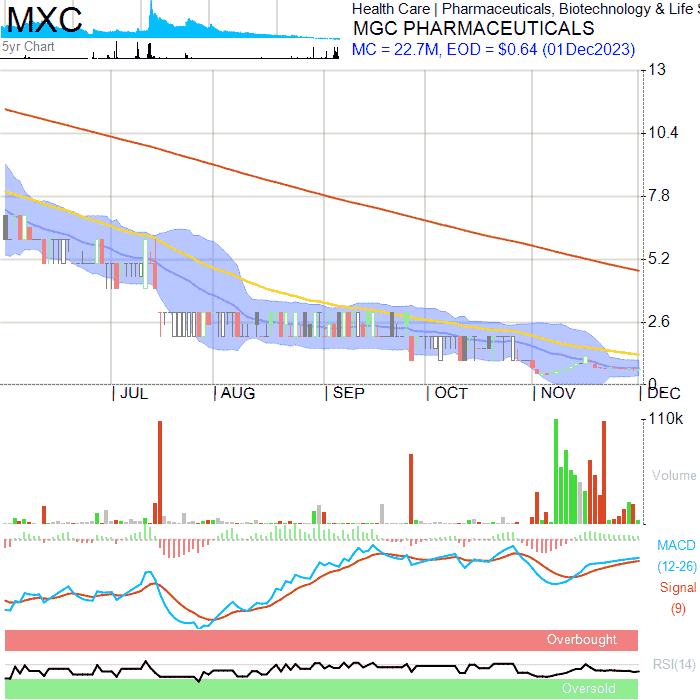 MXC
5yr Chart
Health Care | Pharmaceuticals, Biotechnology & Life S
MGC PHARMACEUTICALS
MC = 22.7M, EOD = $0.64 (01Dec2023)
13
10.4
7.8
5.2
2.6
0
| JUL | AUG | SEP | OCT | NOV | DEC
110k
Volume
MACD
(12-26)
Signal
(9)
Overbought
RSI(14)
Oversold